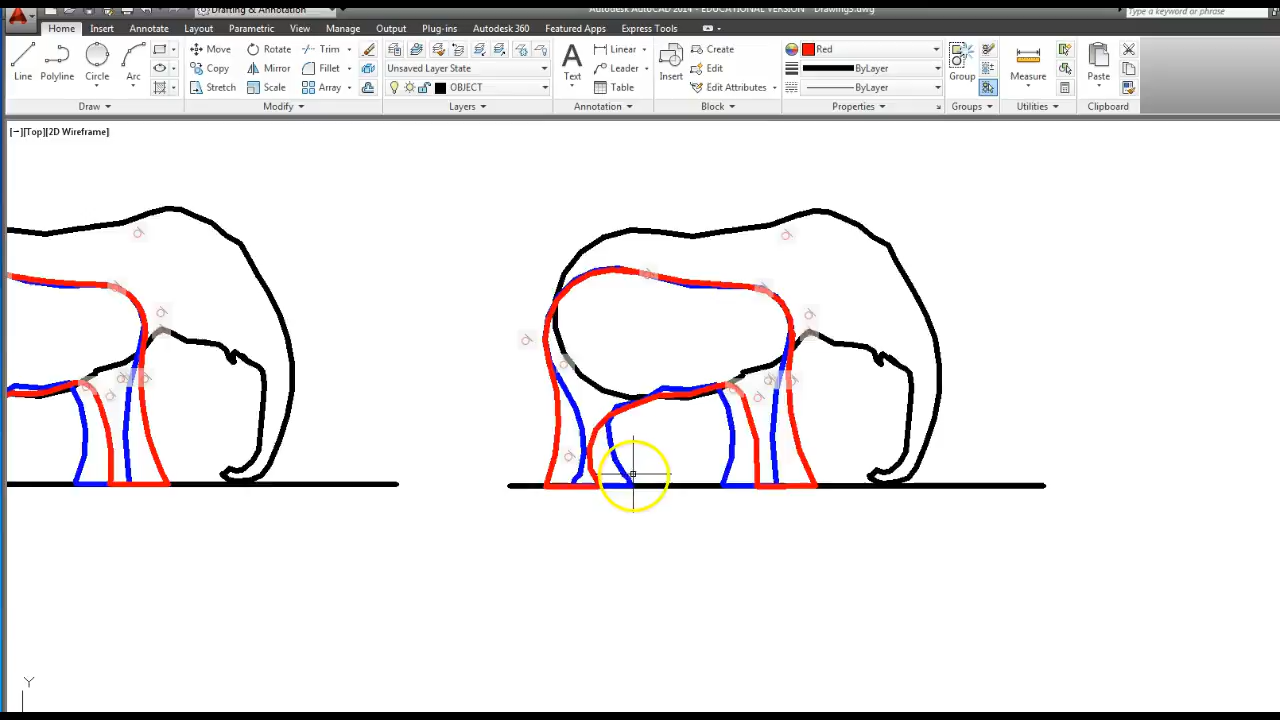 Drafting & Annotation
Autodesk AutoCAD 2014 - EDUCATIONAL VERSION Drawing3.dwg
Type a keyword or phrase
Home Insert Annotate Layout Parametric View Manage Output Plug-ins Autodesk 360 Featured Apps Express Tools
Line Polyline Circle Arc
Move Rotate Trim
Copy Mirror Fillet
Stretch Scale Array
Unsaved Layer State
OBJECT
Text
Linear
Leader
Table
Insert
Create
Edit
Edit Attributes
Red
ByLayer
ByLayer
Group
Measure
Paste
Draw Modify Layers Annotation Block Properties Groups Utilities Clipboard
[−][Top][2D Wireframe]
Y